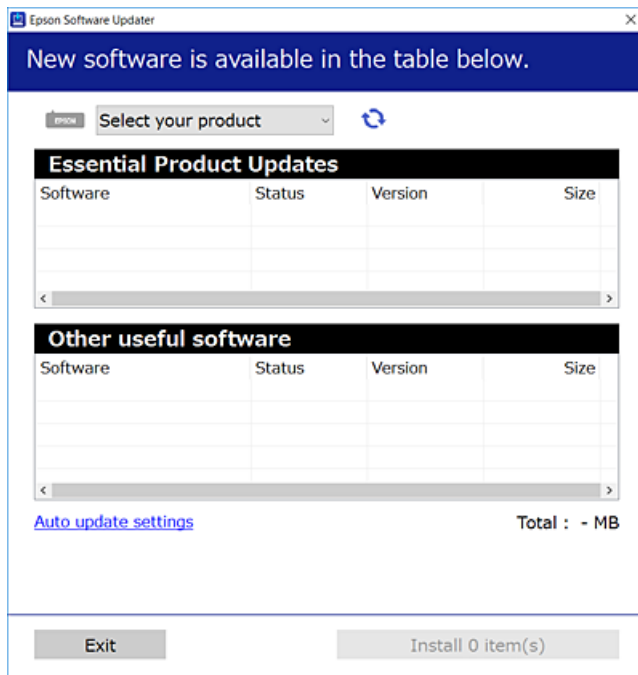 Epson Software Updater
New software is available in the table below.
EPSON Select your product
Essential Product Updates
Software Status Version Size
Other useful software
Software Status Version Size
Auto update settings Total : - MB
Exit Install 0 item(s)